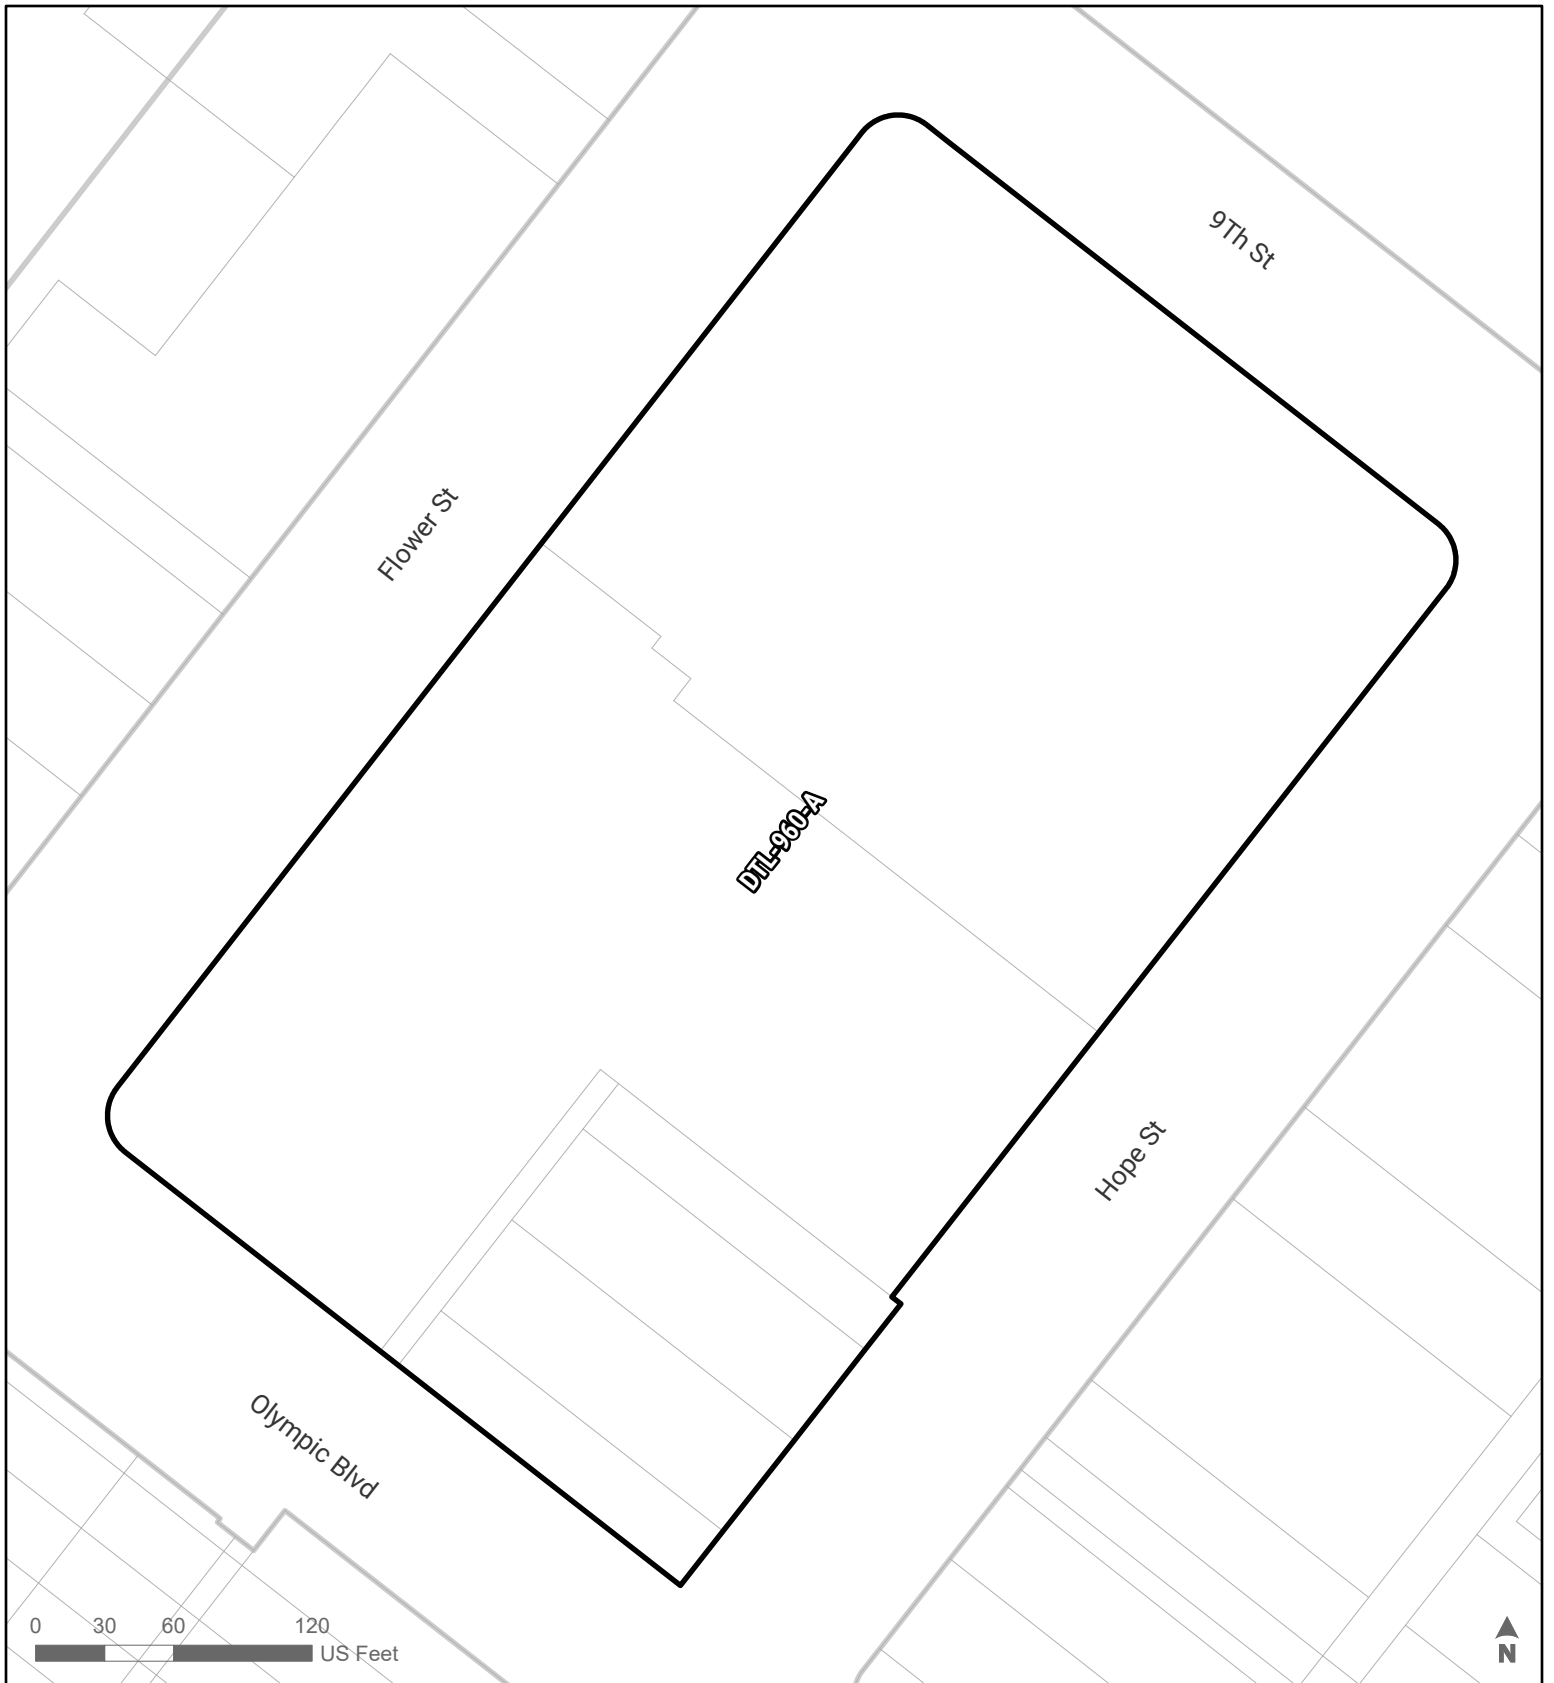 9Th St
Flower St
DTL-960-A
Hope St
Olympic Blvd
0 30 60 120
US Feet
N